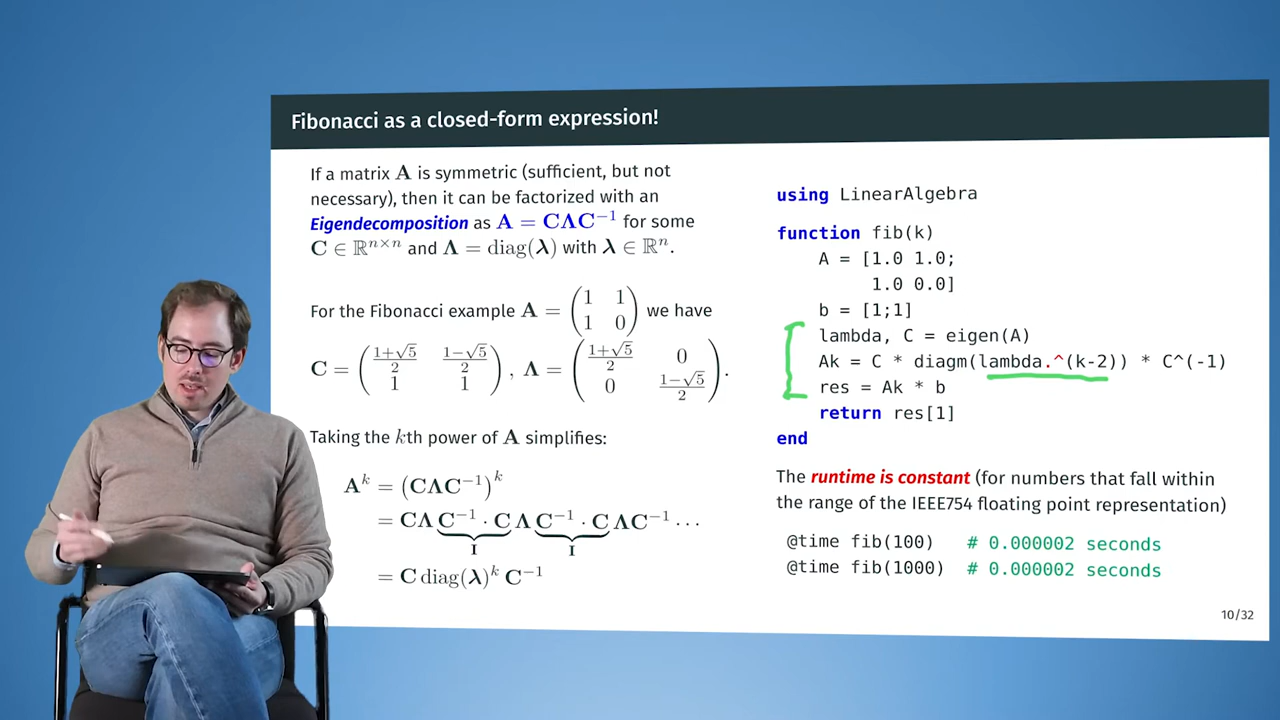 Fibonacci as a closed-form expression!
If a matrix A is symmetric (sufficient, but not
necessary), then it can be factorized with an
Eigendecomposition as A = CΛC⁻¹ for some
C ∈ ℝⁿˣⁿ and Λ = diag(λ) with λ ∈ ℝⁿ.
For the Fibonacci example A = (1 1; 1 0) we have
C = ((1+√5)/2 (1−√5)/2; 1 1), Λ = ((1+√5)/2 0; 0 (1−√5)/2).
Taking the kth power of A simplifies:
Aᵏ = (CΛC⁻¹)ᵏ
= CΛ C⁻¹ · C Λ C⁻¹ · C ΛC⁻¹ ...
I I
= C diag(λ)ᵏ C⁻¹
using LinearAlgebra
function fib(k)
A = [1.0 1.0;
1.0 0.0]
b = [1;1]
lambda, C = eigen(A)
Ak = C * diagm(lambda.^(k-2)) * C^(-1)
res = Ak * b
return res[1]
end
The runtime is constant (for numbers that fall within
the range of the IEEE754 floating point representation)
@time fib(100) # 0.000002 seconds
@time fib(1000) # 0.000002 seconds
10/32